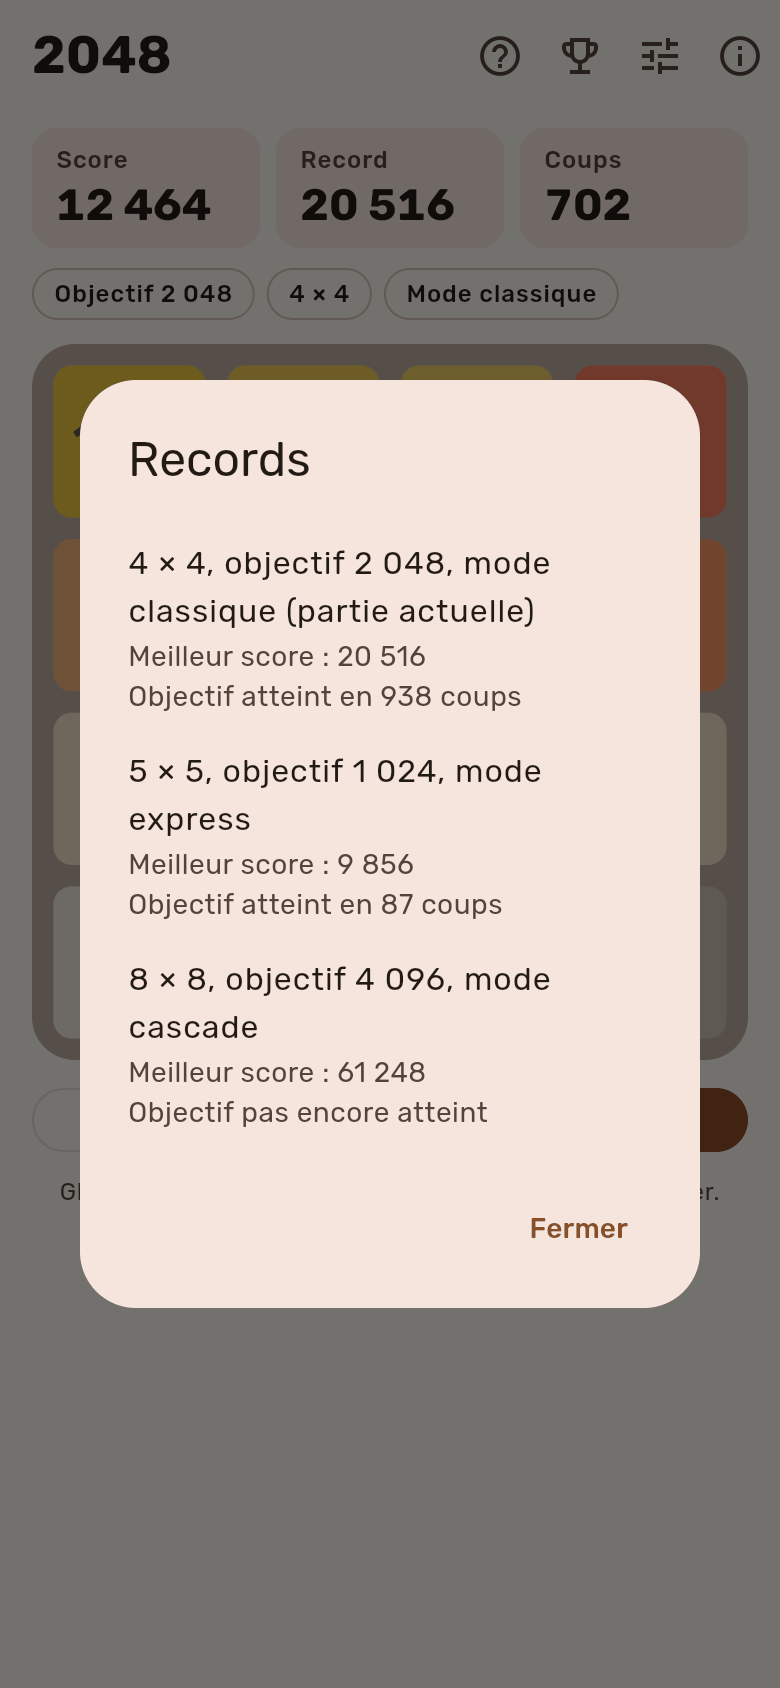 2048
Score
12 464
Record
20 516
Coups
702
Objectif 2 048
4 × 4
Mode classique
Records
4 × 4, objectif 2 048, mode
classique (partie actuelle)
Meilleur score : 20 516
Objectif atteint en 938 coups
5 × 5, objectif 1 024, mode
express
Meilleur score : 9 856
Objectif atteint en 87 coups
8 × 8, objectif 4 096, mode
cascade
Meilleur score : 61 248
Objectif pas encore atteint
Fermer